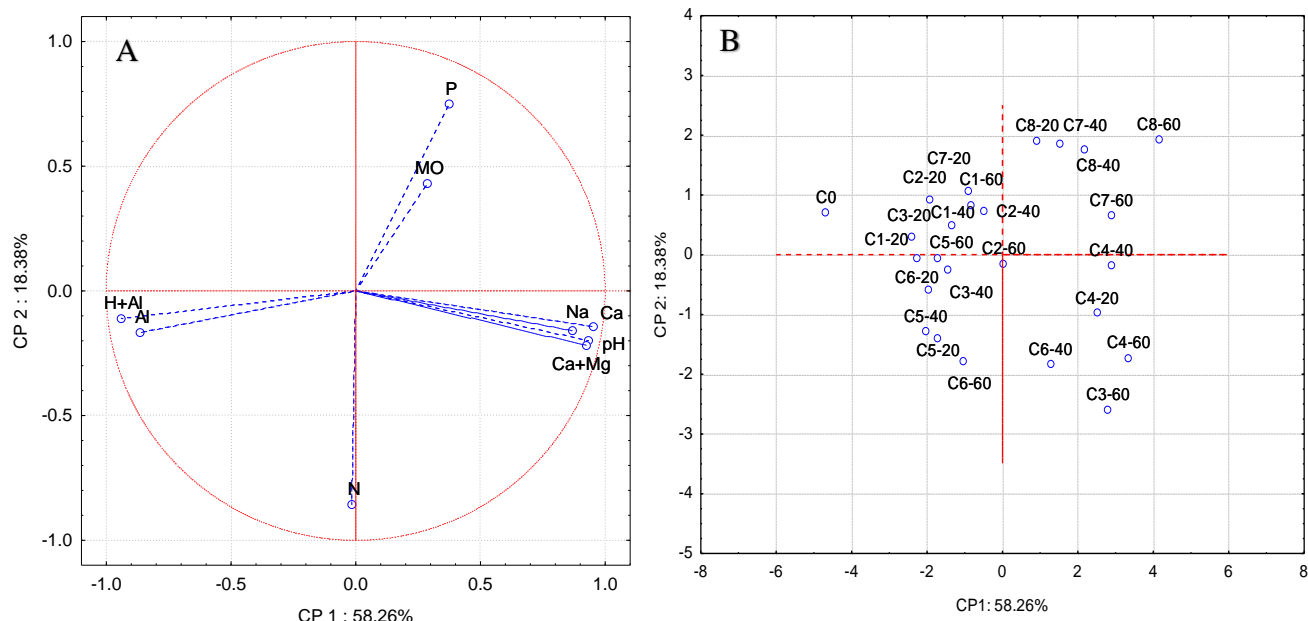 A
1.0
0.5
0.0
-0.5
-1.0
CP 2 : 18.38%
P
MO
H+Al
Al
Na
Ca
pH
Ca+Mg
N
-1.0 -0.5 0.0 0.5 1.0
CP 1 : 58.26%
B
4
3
2
1
0
-1
-2
-3
-4
-5
CP 2: 18.38%
C8-20 C7-40 C8-60
C7-20 C8-40
C2-20 C1-60
C0 C7-60
C3-20 C1-40 C2-40
C1-20 C5-60 C2-60 C4-40
C6-20
C3-40 C4-20
C5-40
C5-20 C6-40 C4-60
C6-60 C3-60
-8 -6 -4 -2 0 2 4 6 8
CP1: 58.26%